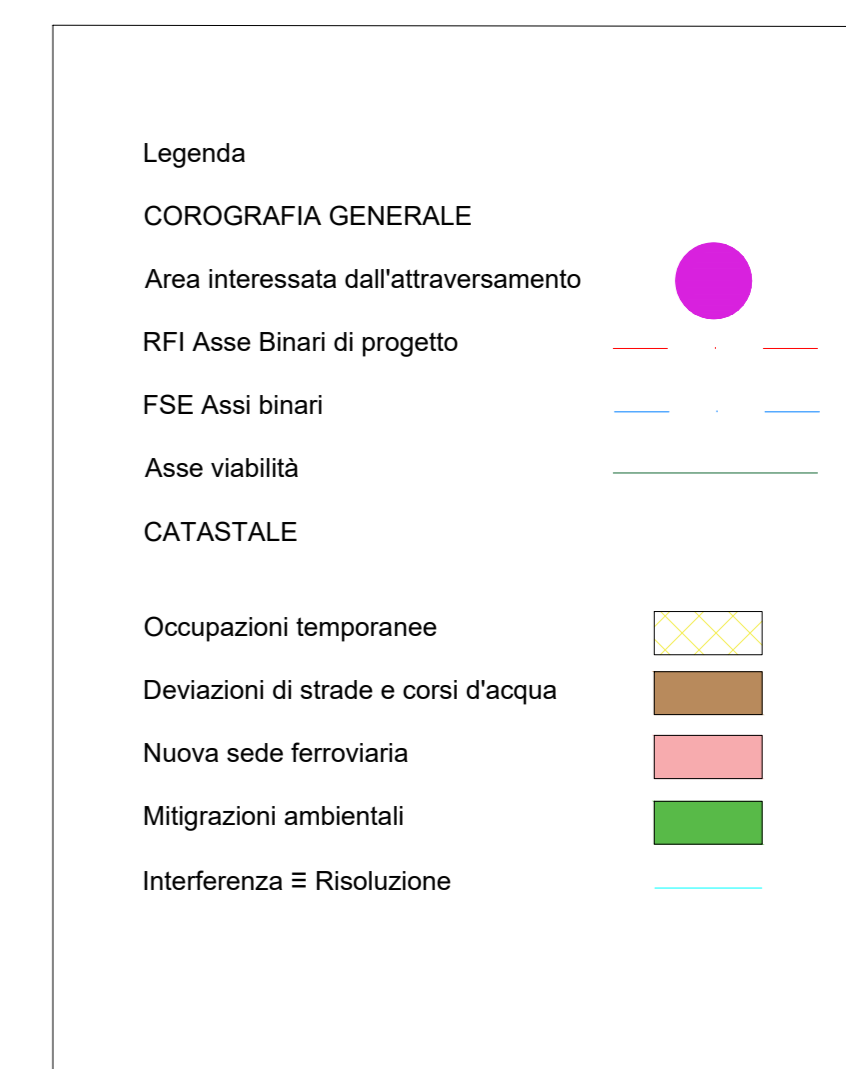 Legenda
COROGRAFIA GENERALE
Area interessata dall'attraversamento
RFI Asse Binari di progetto
FSE Assi binari
Asse viabilità
CATASTALE
Occupazioni temporanee
Deviazioni di strade e corsi d'acqua
Nuova sede ferroviaria
Mitigrazioni ambientali
Interferenza ≡ Risoluzione